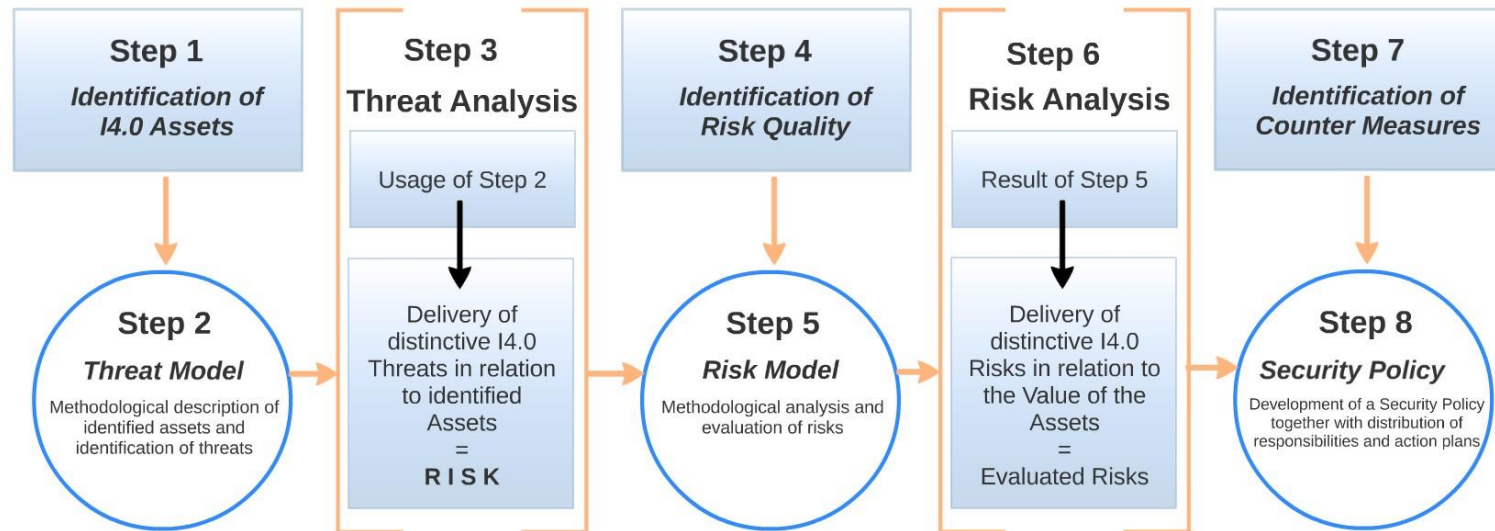 Step 1
Identification of
I4.0 Assets
Step 2
Threat Model
Methodological description of
identified assets and
identification of threats
Step 3
Threat Analysis
Usage of Step 2
Delivery of
distinctive I4.0
Threats in relation
to identified
Assets
=
R I S K
Step 4
Identification of
Risk Quality
Step 5
Risk Model
Methodological analysis and
evaluation of risks
Step 6
Risk Analysis
Result of Step 5
Delivery of
distinctive I4.0
Risks in relation to
the Value of the
Assets
=
Evaluated Risks
Step 7
Identification of
Counter Measures
Step 8
Security Policy
Development of a Security Policy
together with distribution of
responsibilities and action plans